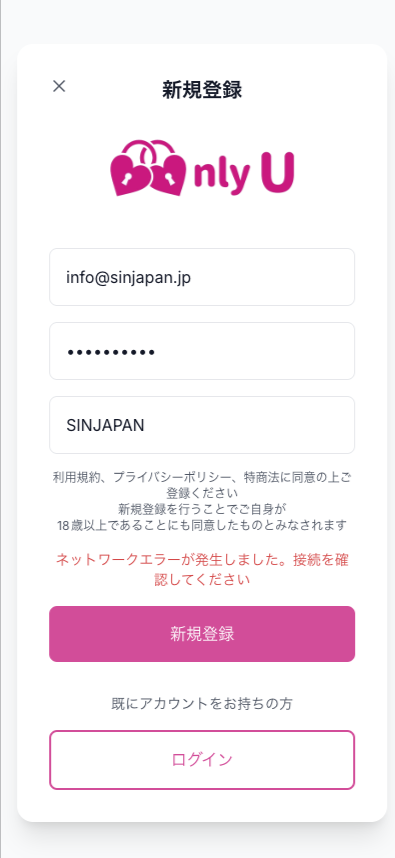 新規登録
nly U
info@sinjapan.jp
••••••••••
SINJAPAN
利用規約、プライバシーポリシー、特商法に同意の上ご
登録ください
新規登録を行うことでご自身が
18歳以上であることにも同意したものとみなされます
ネットワークエラーが発生しました。接続を確
認してください
新規登録
既にアカウントをお持ちの方
ログイン